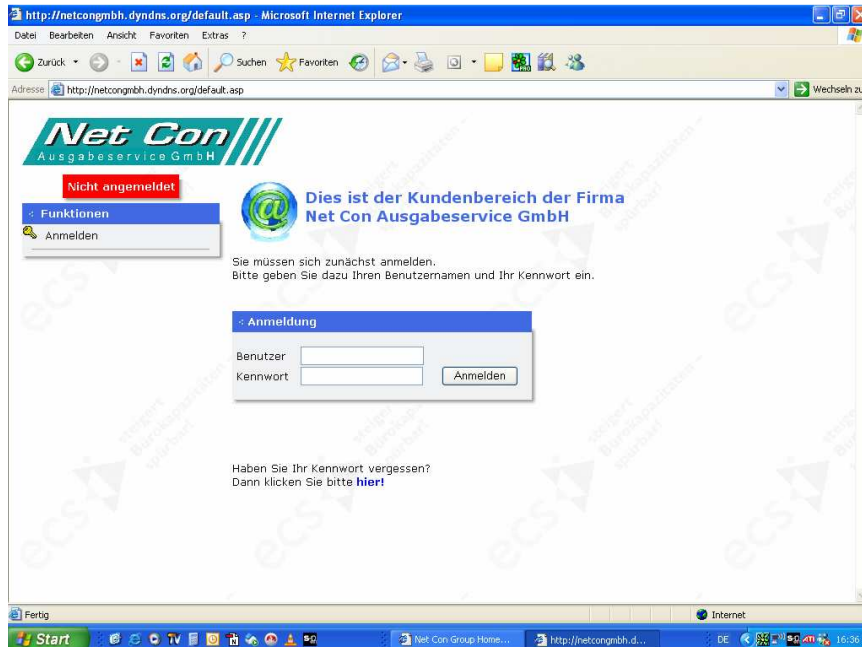 http://netcongmbh.dyndns.org/default.asp - Microsoft Internet Explorer
Datei Bearbeiten Ansicht Favoriten Extras ?
Zurück Suchen Favoriten
Adresse http://netcongmbh.dyndns.org/default.asp Wechseln zu
Net Con
Ausgabeservice GmbH
Nicht angemeldet
Funktionen
Anmelden
Dies ist der Kundenbereich der Firma
Net Con Ausgabeservice GmbH
Sie müssen sich zunächst anmelden.
Bitte geben Sie dazu Ihren Benutzernamen und Ihr Kennwort ein.
Anmeldung
Benutzer
Kennwort Anmelden
Haben Sie Ihr Kennwort vergessen?
Dann klicken Sie bitte hier!
ecs
steigert
Bürokapazitäten -
spürbar!
Fertig Internet
Start Net Con Group Home... http://netcongmbh.d... DE 16:36